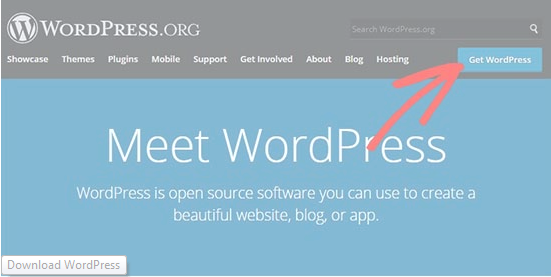 WORDPRESS.ORG
Search WordPress.org
Showcase Themes Plugins Mobile Support Get Involved About Blog Hosting Get WordPress
Meet WordPress
WordPress is open source software you can use to create a
beautiful website, blog, or app.
Download WordPress